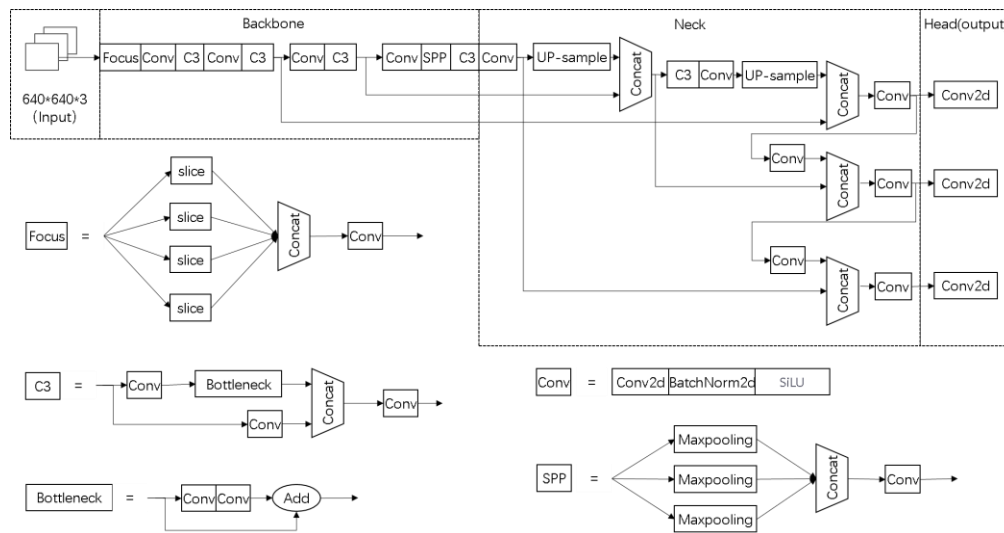 Backbone
Neck
Head(output
Focus Conv C3 Conv C3 Conv C3 Conv SPP C3 Conv UP-sample Concat C3 Conv UP-sample Concat Conv Conv2d
640*640*3
(Input)
Conv Concat Conv Conv2d
Conv Concat Conv Conv2d
Focus = slice slice slice slice Concat Conv
C3 = Conv Bottleneck Conv Concat Conv
Conv = Conv2d BatchNorm2d SiLU
Bottleneck = Conv Conv Add
SPP = Maxpooling Maxpooling Maxpooling Concat Conv